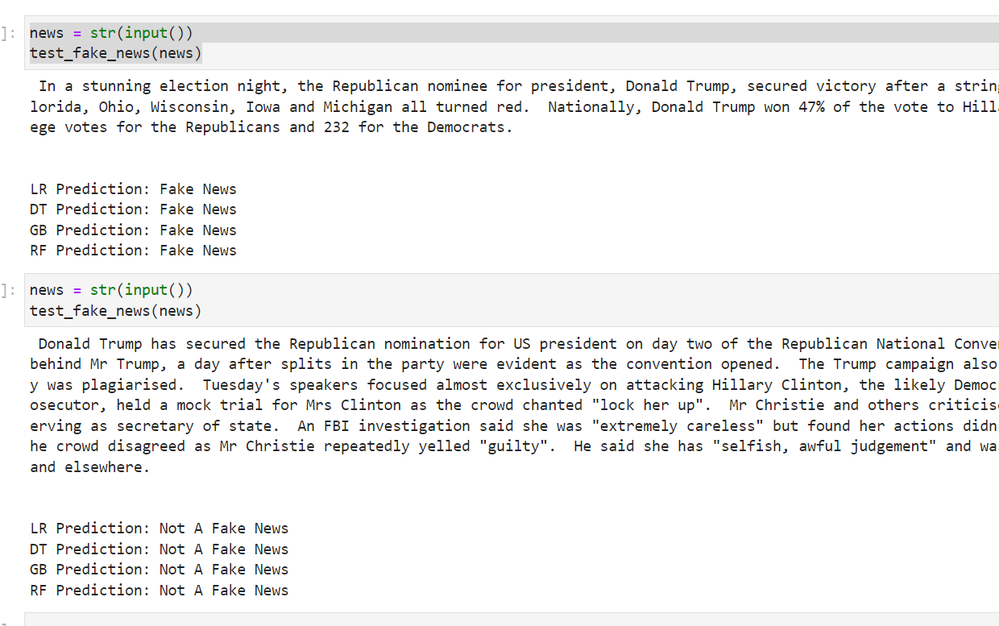 ]: news = str(input())
test_fake_news(news)
In a stunning election night, the Republican nominee for president, Donald Trump, secured victory after a
lorida, Ohio, Wisconsin, Iowa and Michigan all turned red.  Nationally, Donald Trump won 47% of the vote to
ege votes for the Republicans and 232 for the Democrats.
LR Prediction: Fake News
DT Prediction: Fake News
GB Prediction: Fake News
RF Prediction: Fake News
]: news = str(input())
test_fake_news(news)
Donald Trump has secured the Republican nomination for US president on day two of the Republican National
behind Mr Trump, a day after splits in the party were evident as the convention opened.  The Trump campaign also
y was plagiarised.  Tuesday's speakers focused almost exclusively on attacking Hillary Clinton, the likely
osecutor, held a mock trial for Mrs Clinton as the crowd chanted "lock her up".  Mr Christie and others
erving as secretary of state.  An FBI investigation said she was "extremely careless" but found her actions didn
he crowd disagreed as Mr Christie repeatedly yelled "guilty".  He said she has "selfish, awful judgement" and
and elsewhere.
LR Prediction: Not A Fake News
DT Prediction: Not A Fake News
GB Prediction: Not A Fake News
RF Prediction: Not A Fake News